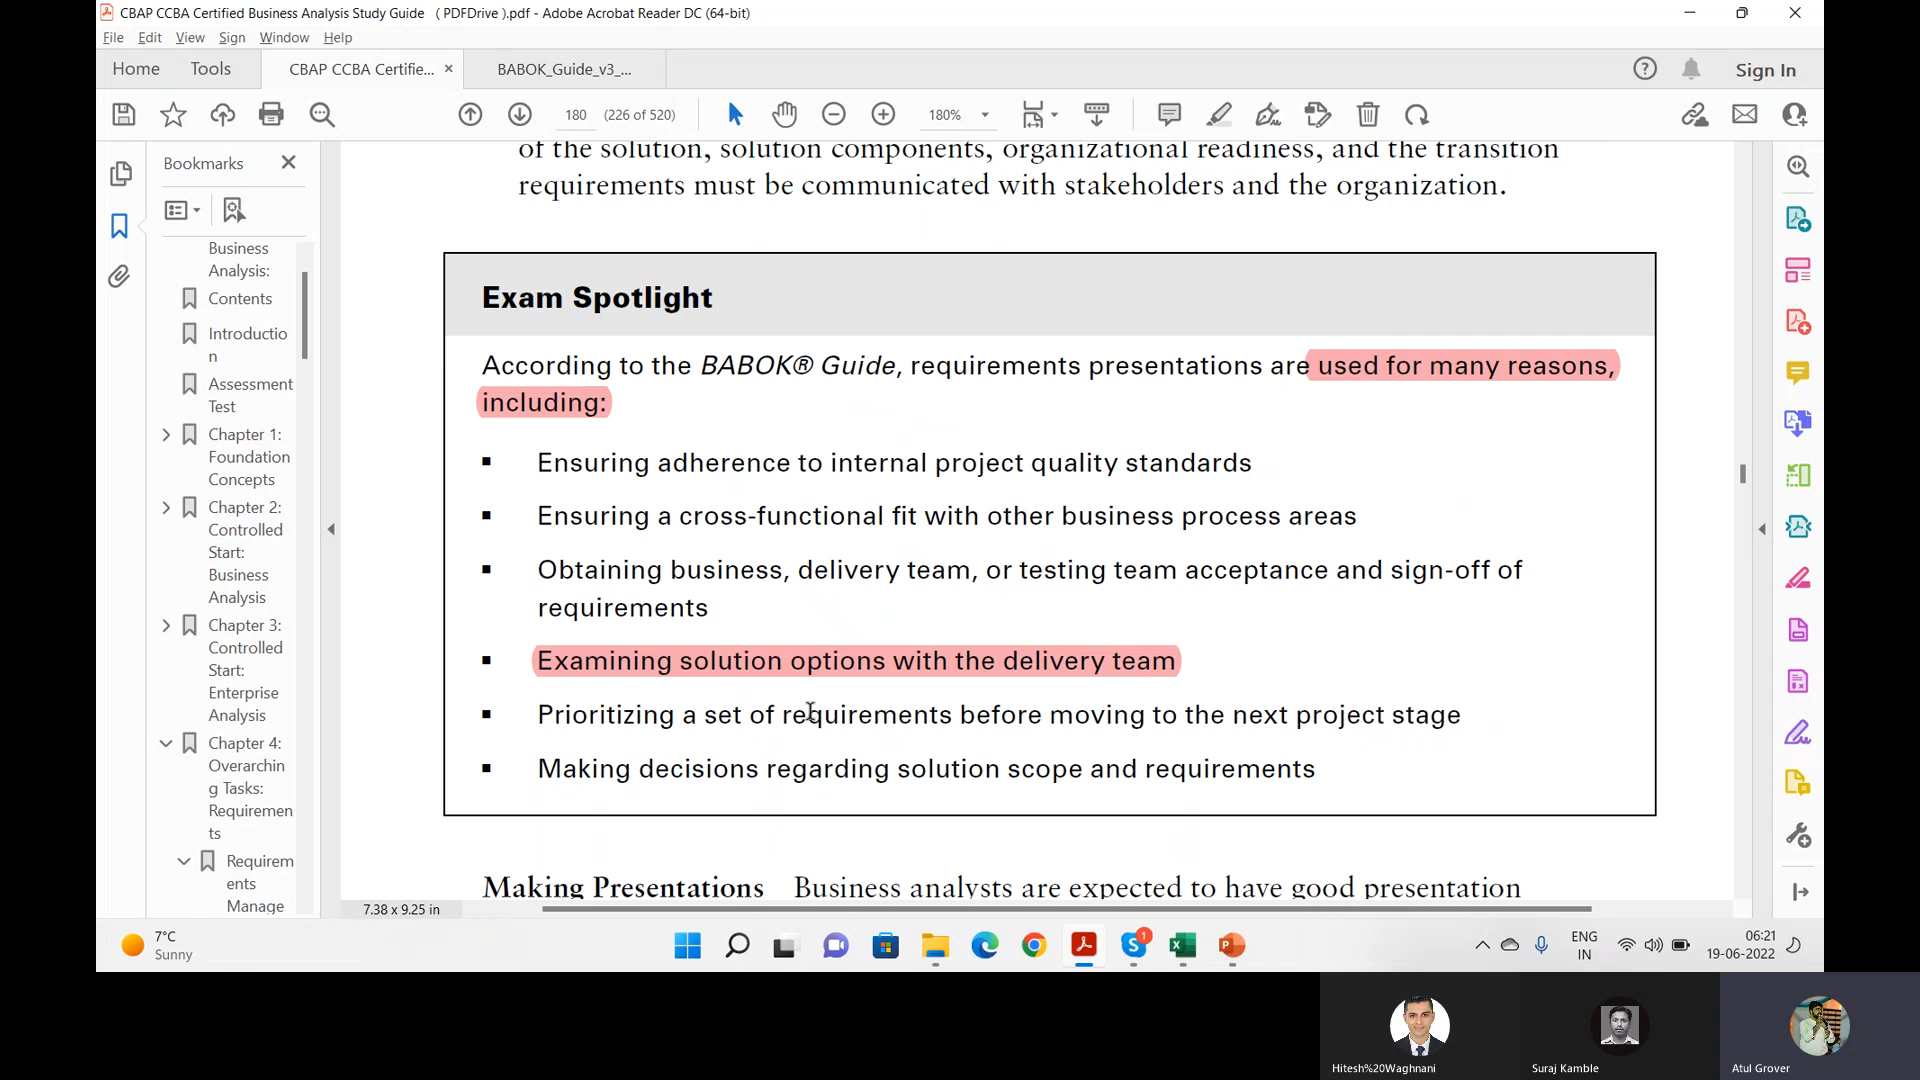 CBAP CCBA Certified Business Analysis Study Guide ( PDFDrive ).pdf - Adobe Acrobat Reader DC (64-bit)
File Edit View Sign Window Help
Home Tools CBAP CCBA Certifie... × BABOK_Guide_v3_... Sign In
180 (226 of 520) 180%
Bookmarks
Business
Analysis:
Contents
Introductio
n
Assessment
Test
Chapter 1:
Foundation
Concepts
Chapter 2:
Controlled
Start:
Business
Analysis
Chapter 3:
Controlled
Start:
Enterprise
Analysis
Chapter 4:
Overarchin
g Tasks:
Requiremen
ts
Requirem
ents
Manage
of the solution, solution components, organizational readiness, and the transition
requirements must be communicated with stakeholders and the organization.
Exam Spotlight
According to the BABOK® Guide, requirements presentations are used for many reasons,
including:
▪ Ensuring adherence to internal project quality standards
▪ Ensuring a cross-functional fit with other business process areas
▪ Obtaining business, delivery team, or testing team acceptance and sign-off of
requirements
▪ Examining solution options with the delivery team
▪ Prioritizing a set of requirements before moving to the next project stage
▪ Making decisions regarding solution scope and requirements
Making Presentations Business analysts are expected to have good presentation
7.38 x 9.25 in
7°C
Sunny
1
ENG
IN
06:21
19-06-2022
Hitesh%20Waghnani
Suraj Kamble
Atul Grover